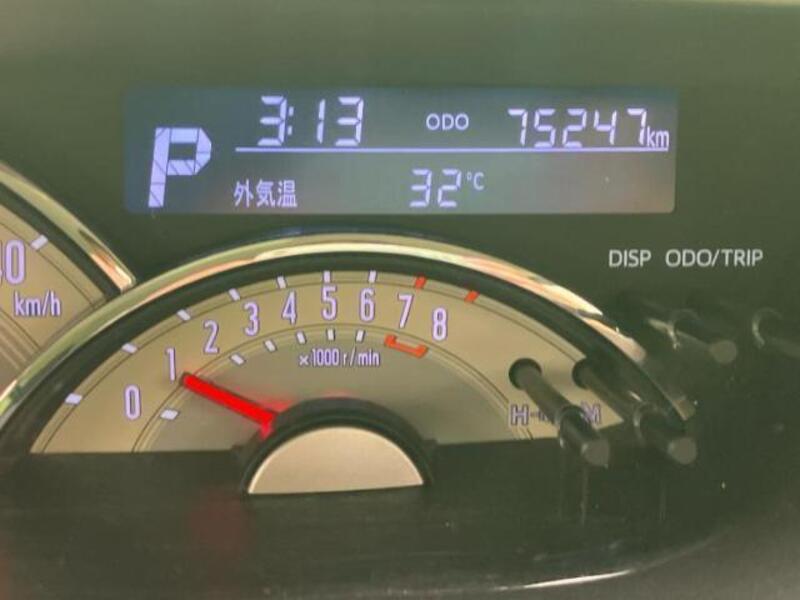 3:13 ODO 75247km
P
外気温 32°C
DISP ODO/TRIP
km/h
0 1 2 3 4 5 6 7 8
×1000 r/min